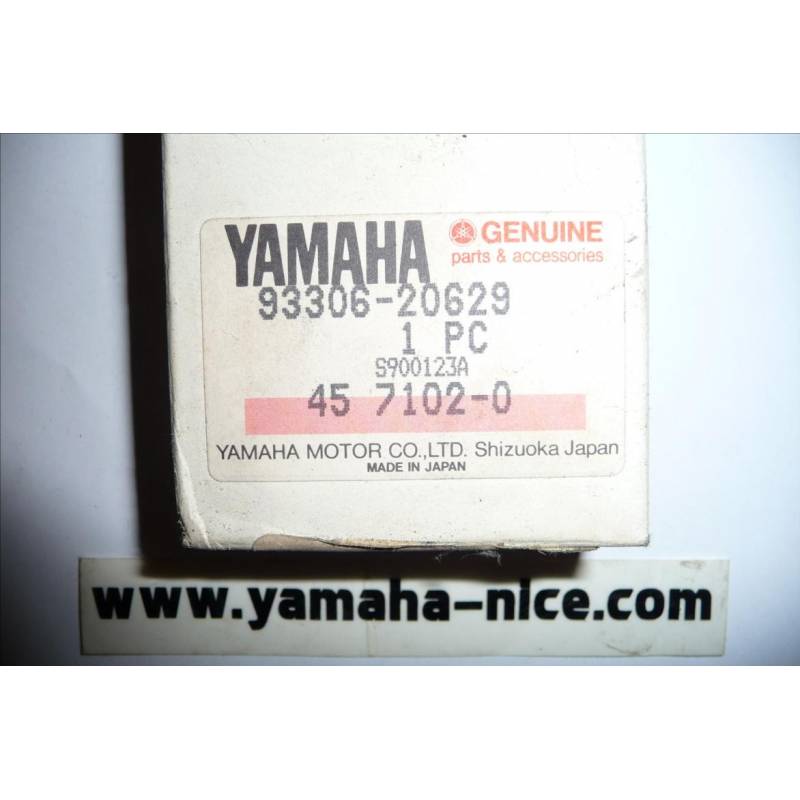 YAMAHA GENUINE
parts & accessories
93306-20629
1 PC
S900123A
45 7102-0
YAMAHA MOTOR CO.,LTD. Shizuoka Japan
MADE IN JAPAN
www.yamaha-nice.com